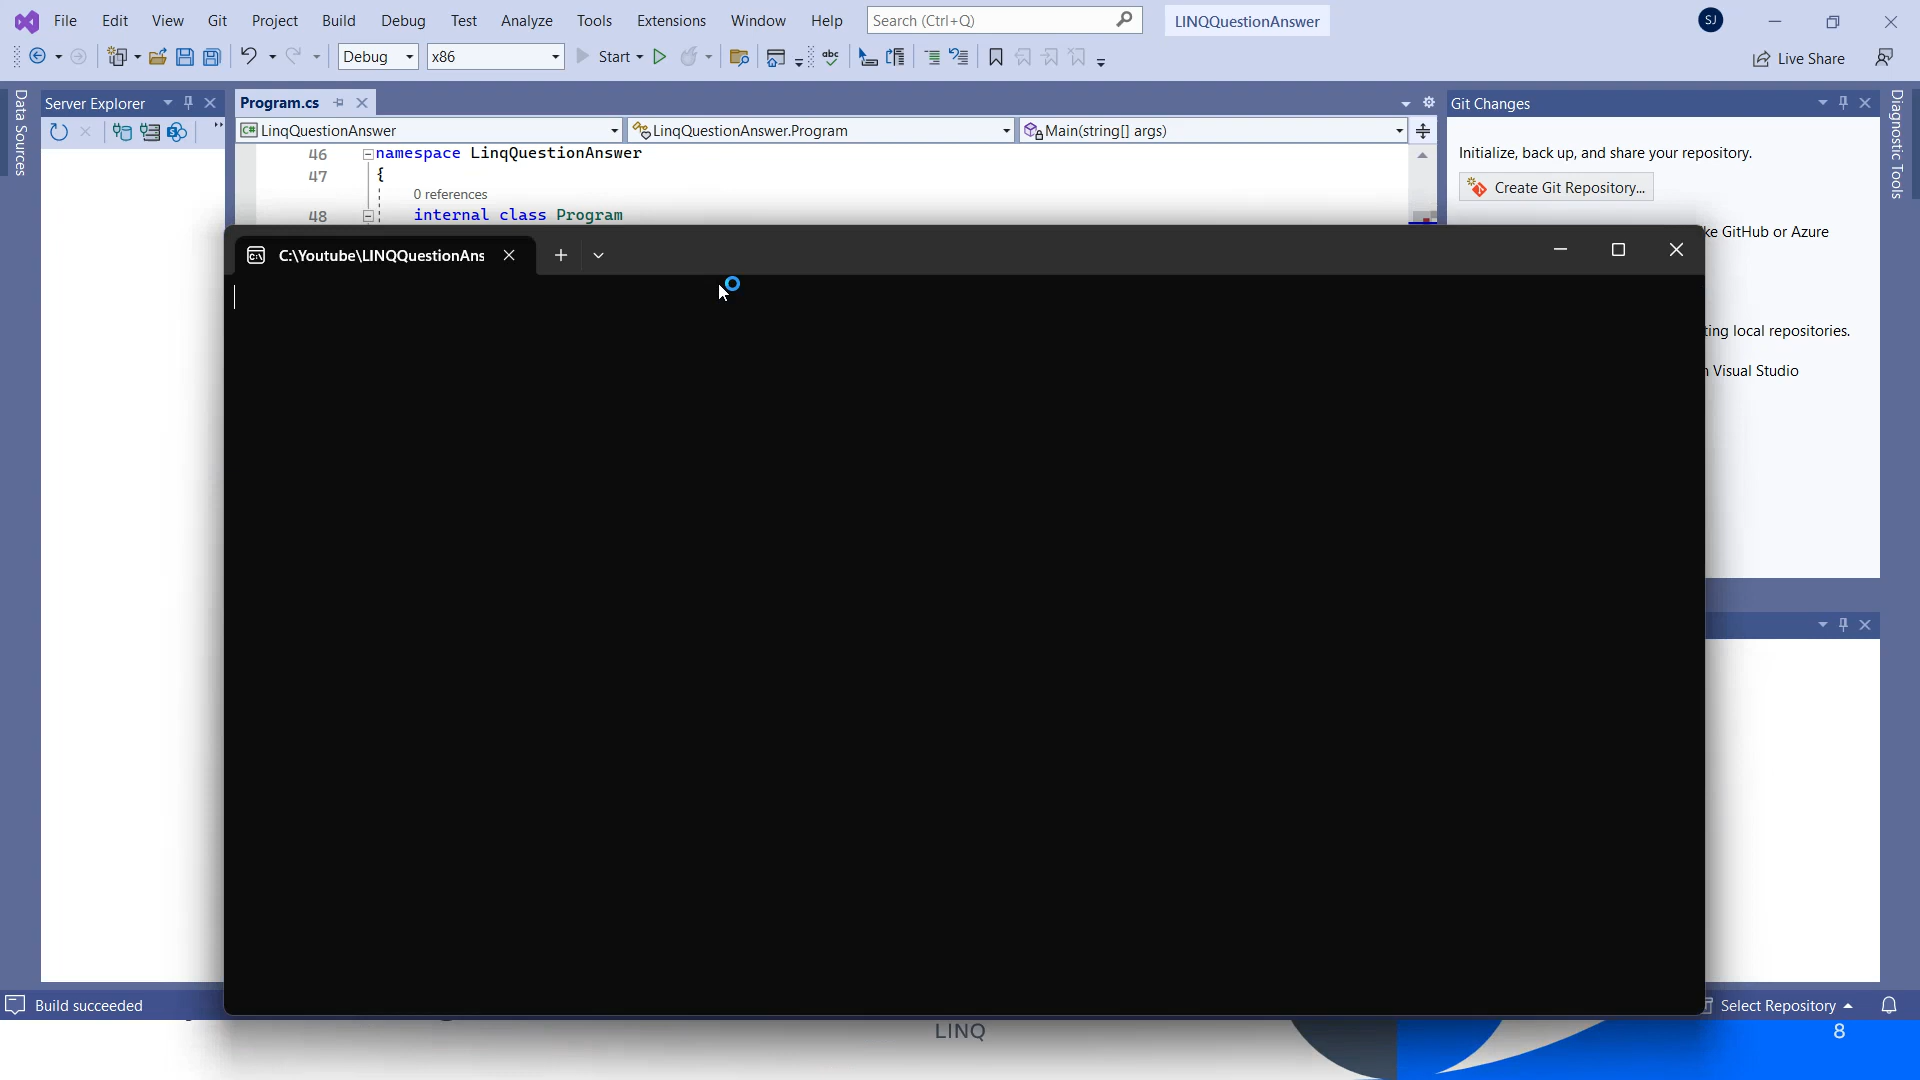 File Edit View Git Project Build Debug Test Analyze Tools Extensions Window Help Search (Ctrl+Q) LINQQuestionAnswer SJ
Debug x86 Start abc Live Share
Data Sources
Server Explorer
Program.cs
Git Changes
Diagnostic Tools
C# LinqQuestionAnswer LinqQuestionAnswer.Program Main(string[] args)
46 namespace LinqQuestionAnswer
47 {
0 references
48 internal class Program
Initialize, back up, and share your repository.
Create Git Repository...
ke GitHub or Azure
C:\Youtube\LINQQuestionAns
ting local repositories.
Visual Studio
Build succeeded
Select Repository
LINQ
8